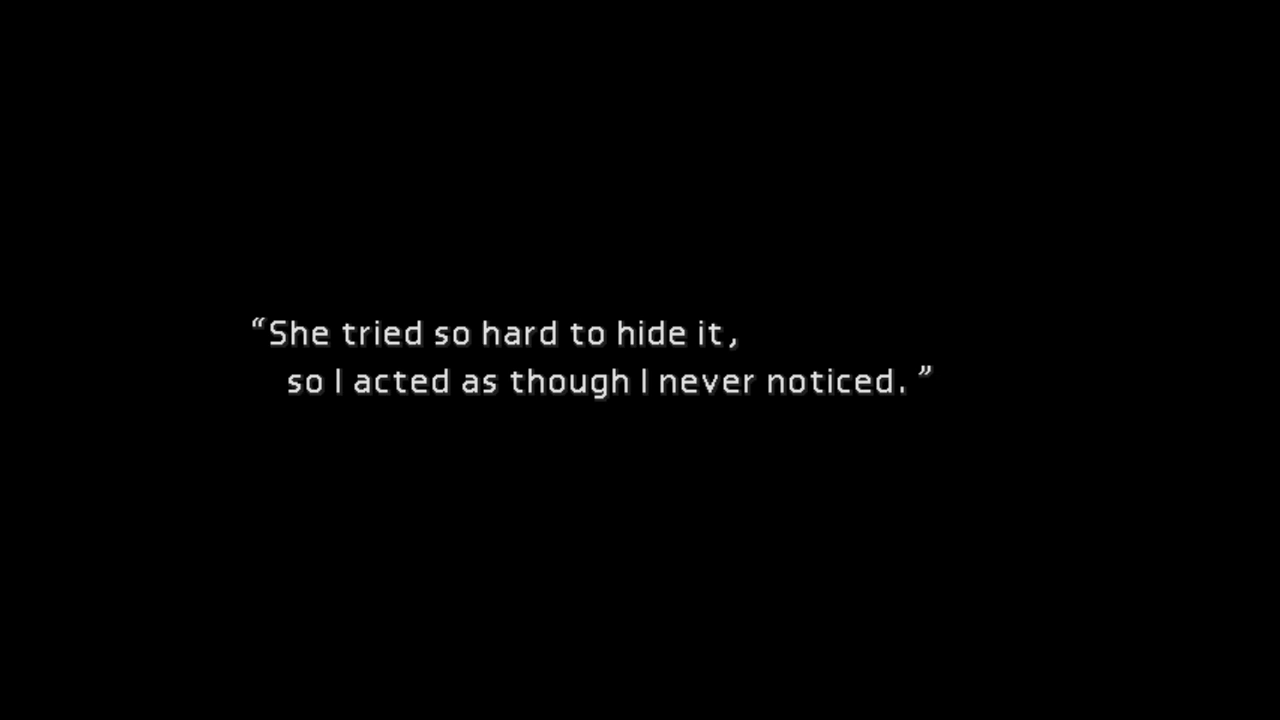 “She tried so hard to hide it,
so I acted as though I never noticed. ”